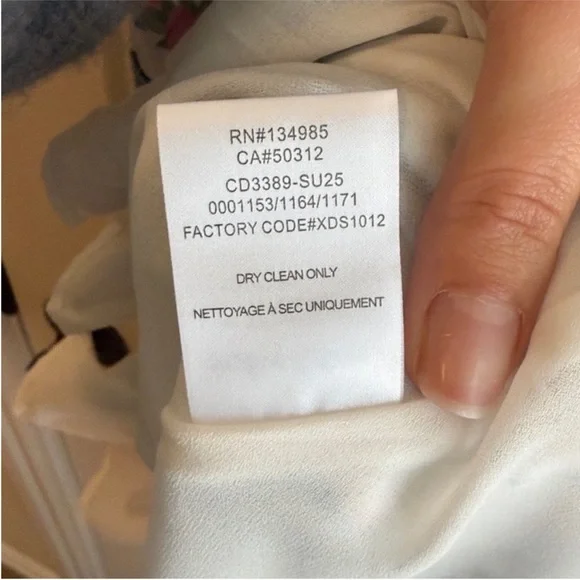 RN#134985
CA#50312
CD3389-SU25
0001153/1164/1171
FACTORY CODE#XDS1012
DRY CLEAN ONLY
NETTOYAGE À SEC UNIQUEMENT